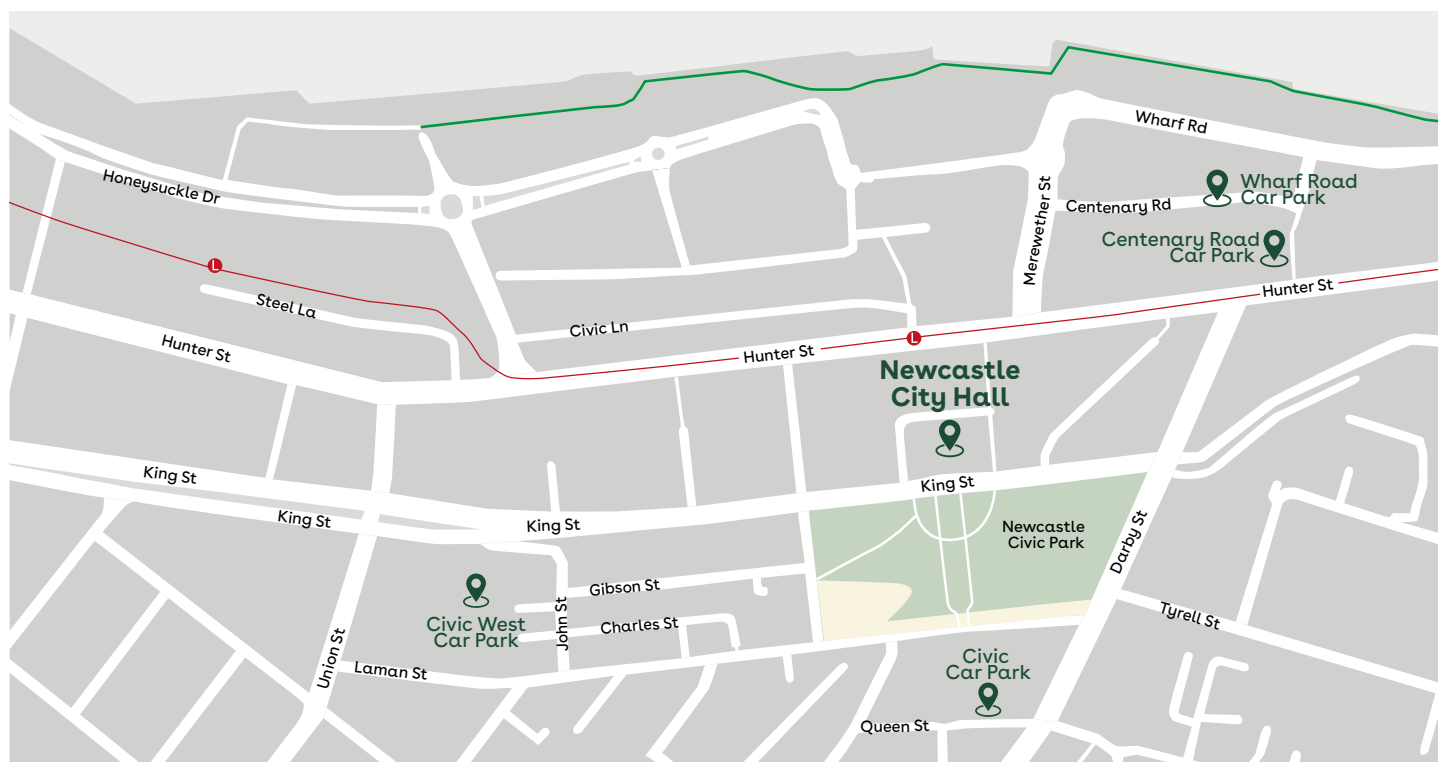 Wharf Rd
Honeysuckle Dr
Merewether St
Centenary Rd
Wharf Road
Car Park
Centenary Road
Car Park
L
Steel La
Hunter St
Civic Ln
Hunter St
L
Hunter St
Newcastle
City Hall
King St
King St
King St
King St
Newcastle
Civic Park
Darby St
Gibson St
John St
Charles St
Civic West
Car Park
Union St
Laman St
Tyrell St
Civic
Car Park
Queen St